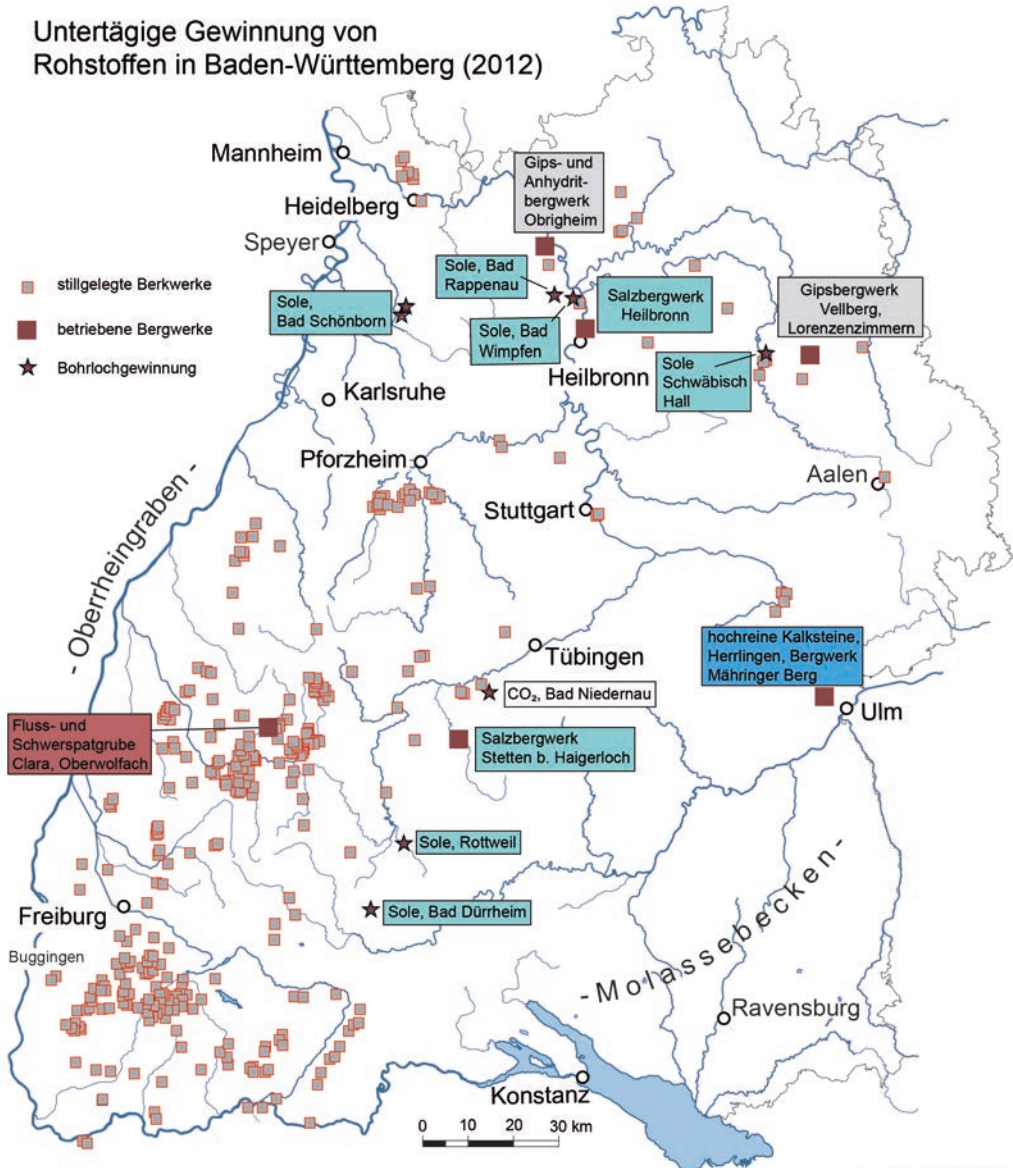 Untertägige Gewinnung von
Rohstoffen in Baden-Württemberg (2012)
stillgelegte Berkwerke
betriebene Bergwerke
Bohrlochgewinnung
Mannheim
Heidelberg
Speyer
Gips- und
Anhydrit-
bergwerk
Obrigheim
Sole, Bad
Rappenau
Sole,
Bad Schönborn
Sole, Bad
Wimpfen
Salzbergwerk
Heilbronn
Gipsbergwerk
Vellberg,
Lorenzenzimmern
Heilbronn
Sole
Schwäbisch
Hall
Karlsruhe
Pforzheim
Stuttgart
Aalen
- Oberrheingraben -
Tübingen
hochreine Kalksteine,
Herrlingen, Bergwerk
Mähringer Berg
CO₂, Bad Niedernau
Ulm
Fluss- und
Schwerspatgrube
Clara, Oberwolfach
Salzbergwerk
Stetten b. Haigerloch
Sole, Rottweil
Sole, Bad Dürrheim
Freiburg
Buggingen
- Molassebecken -
Ravensburg
Konstanz
0 10 20 30 km